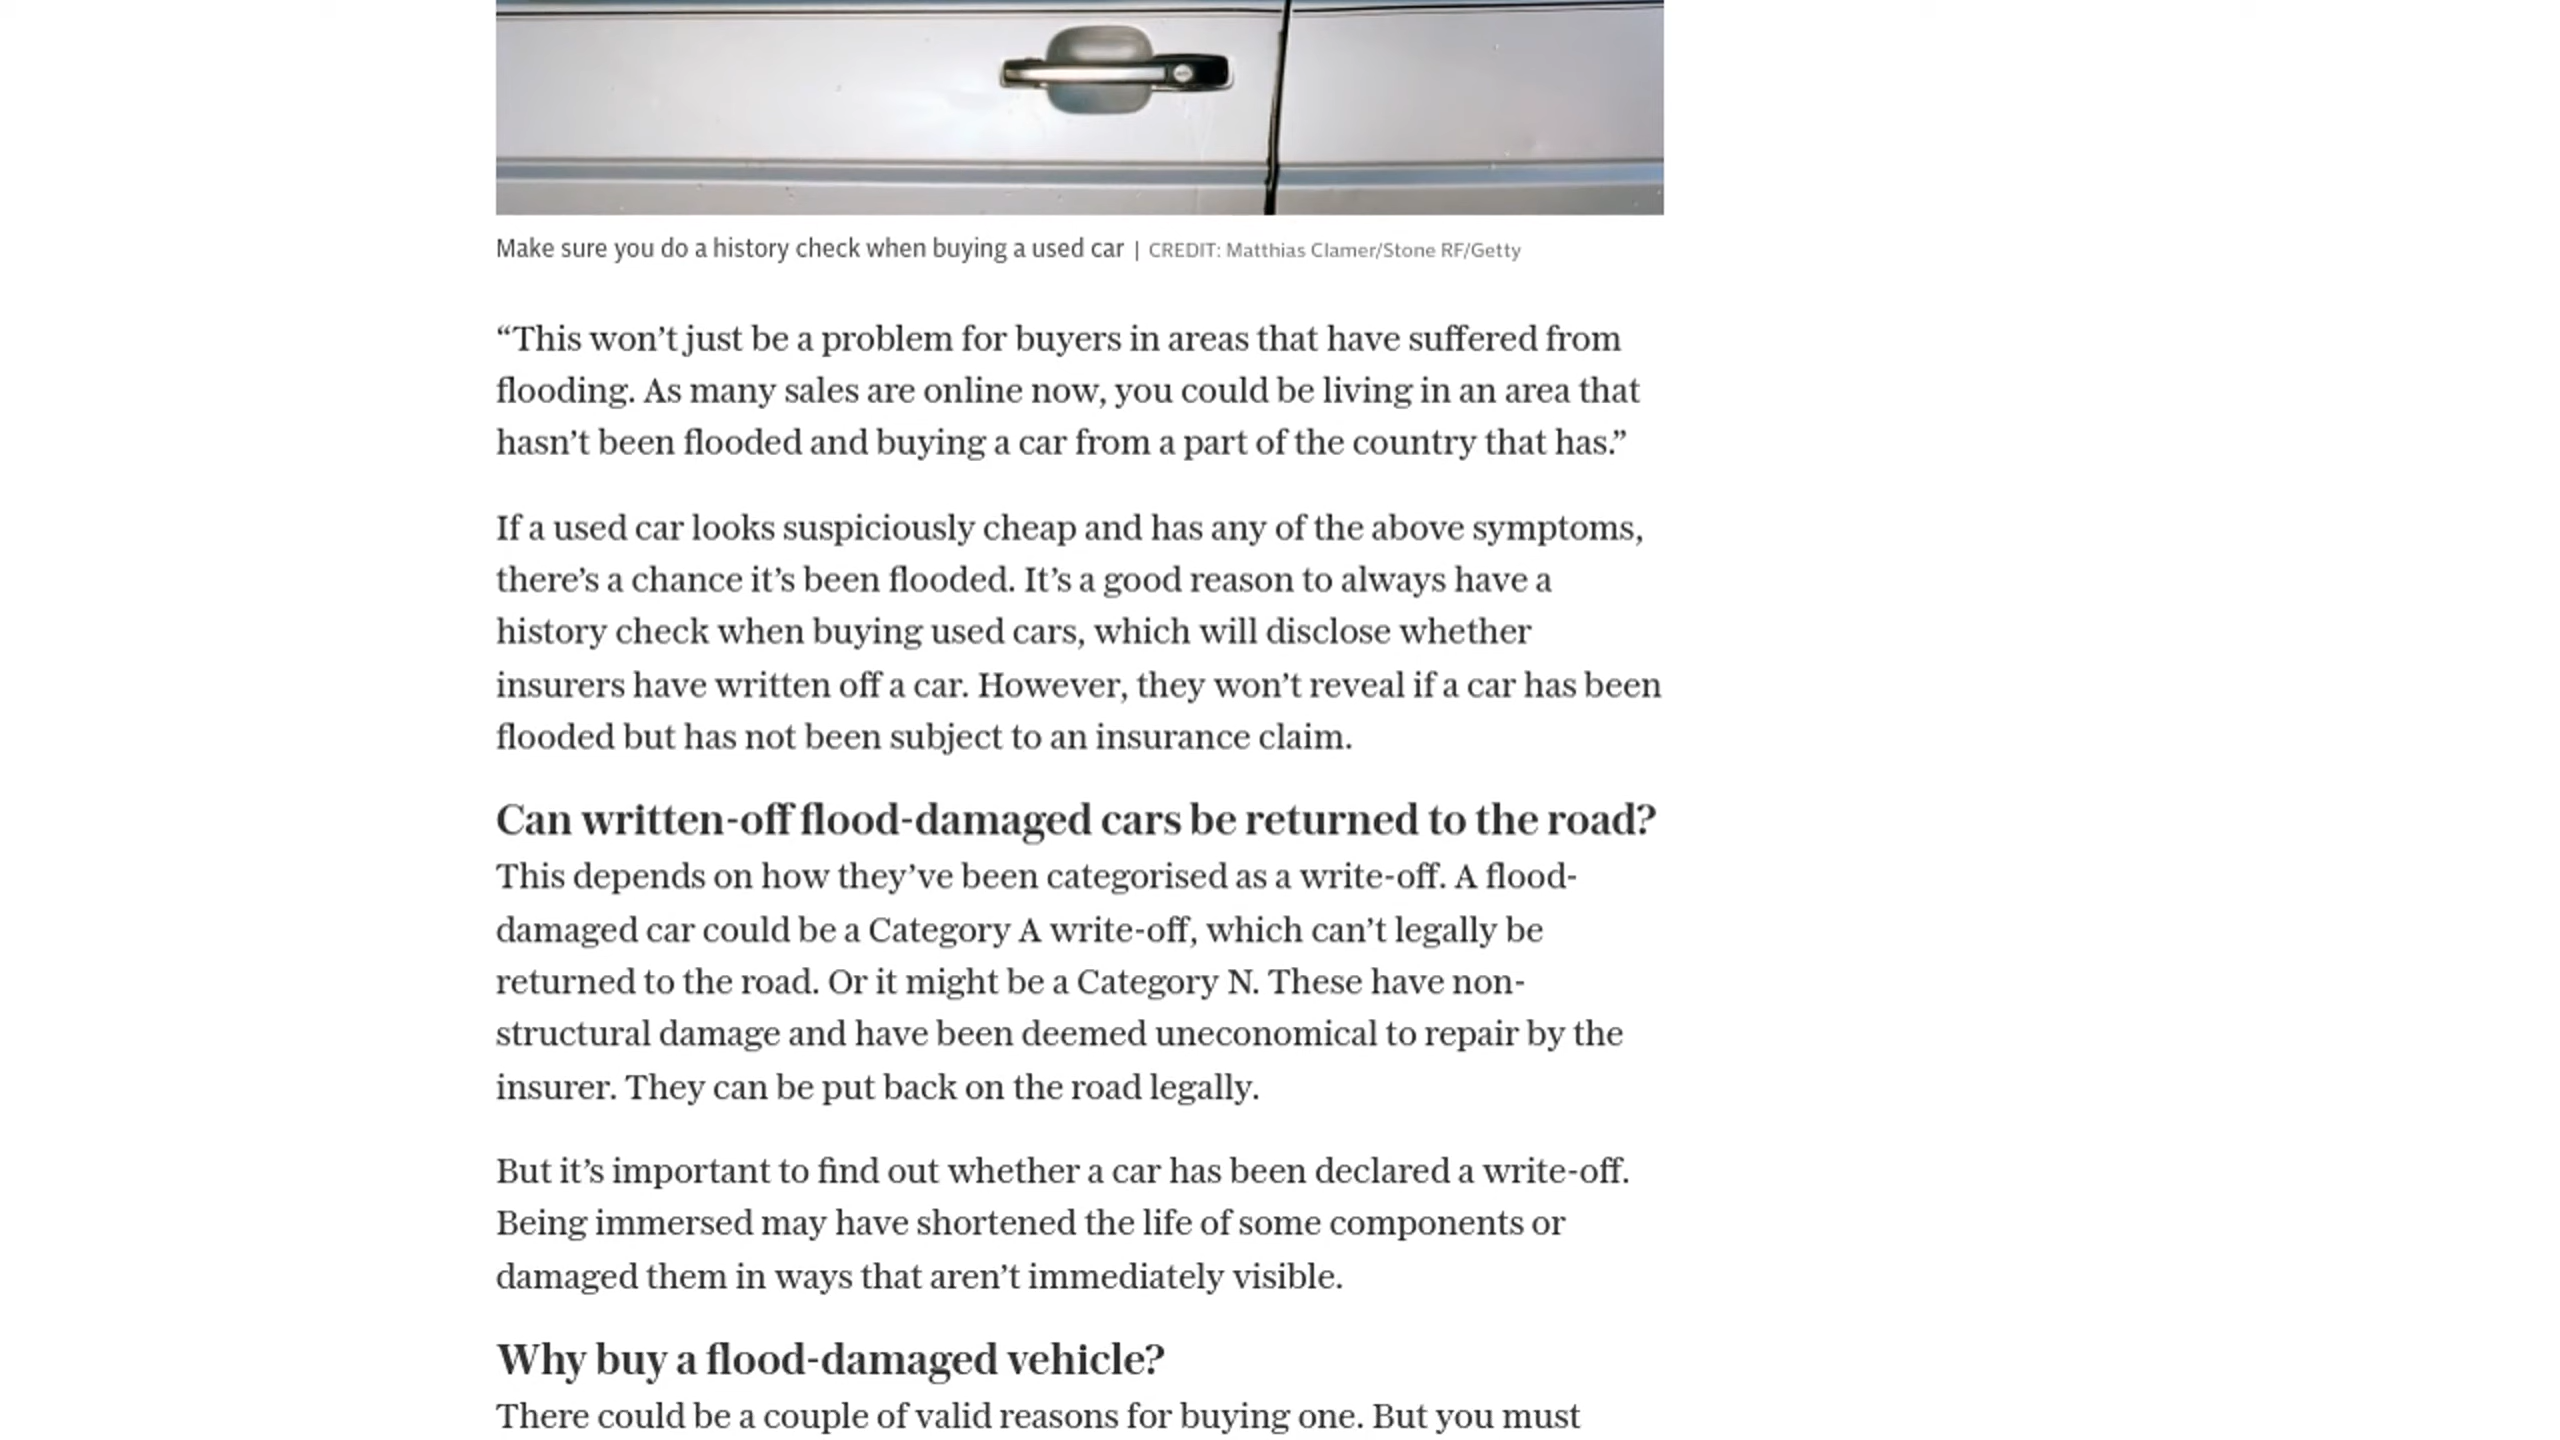 Make sure you do a history check when buying a used car | CREDIT: Matthias Clamer/Stone RF/Getty
“This won’t just be a problem for buyers in areas that have suffered from
flooding. As many sales are online now, you could be living in an area that
hasn’t been flooded and buying a car from a part of the country that has.”
If a used car looks suspiciously cheap and has any of the above symptoms,
there’s a chance it’s been flooded. It’s a good reason to always have a
history check when buying used cars, which will disclose whether
insurers have written off a car. However, they won’t reveal if a car has been
flooded but has not been subject to an insurance claim.
Can written-off flood-damaged cars be returned to the road?
This depends on how they’ve been categorised as a write-off. A flood-
damaged car could be a Category A write-off, which can’t legally be
returned to the road. Or it might be a Category N. These have non-
structural damage and have been deemed uneconomical to repair by the
insurer. They can be put back on the road legally.
But it’s important to find out whether a car has been declared a write-off.
Being immersed may have shortened the life of some components or
damaged them in ways that aren’t immediately visible.
Why buy a flood-damaged vehicle?
There could be a couple of valid reasons for buying one. But you must